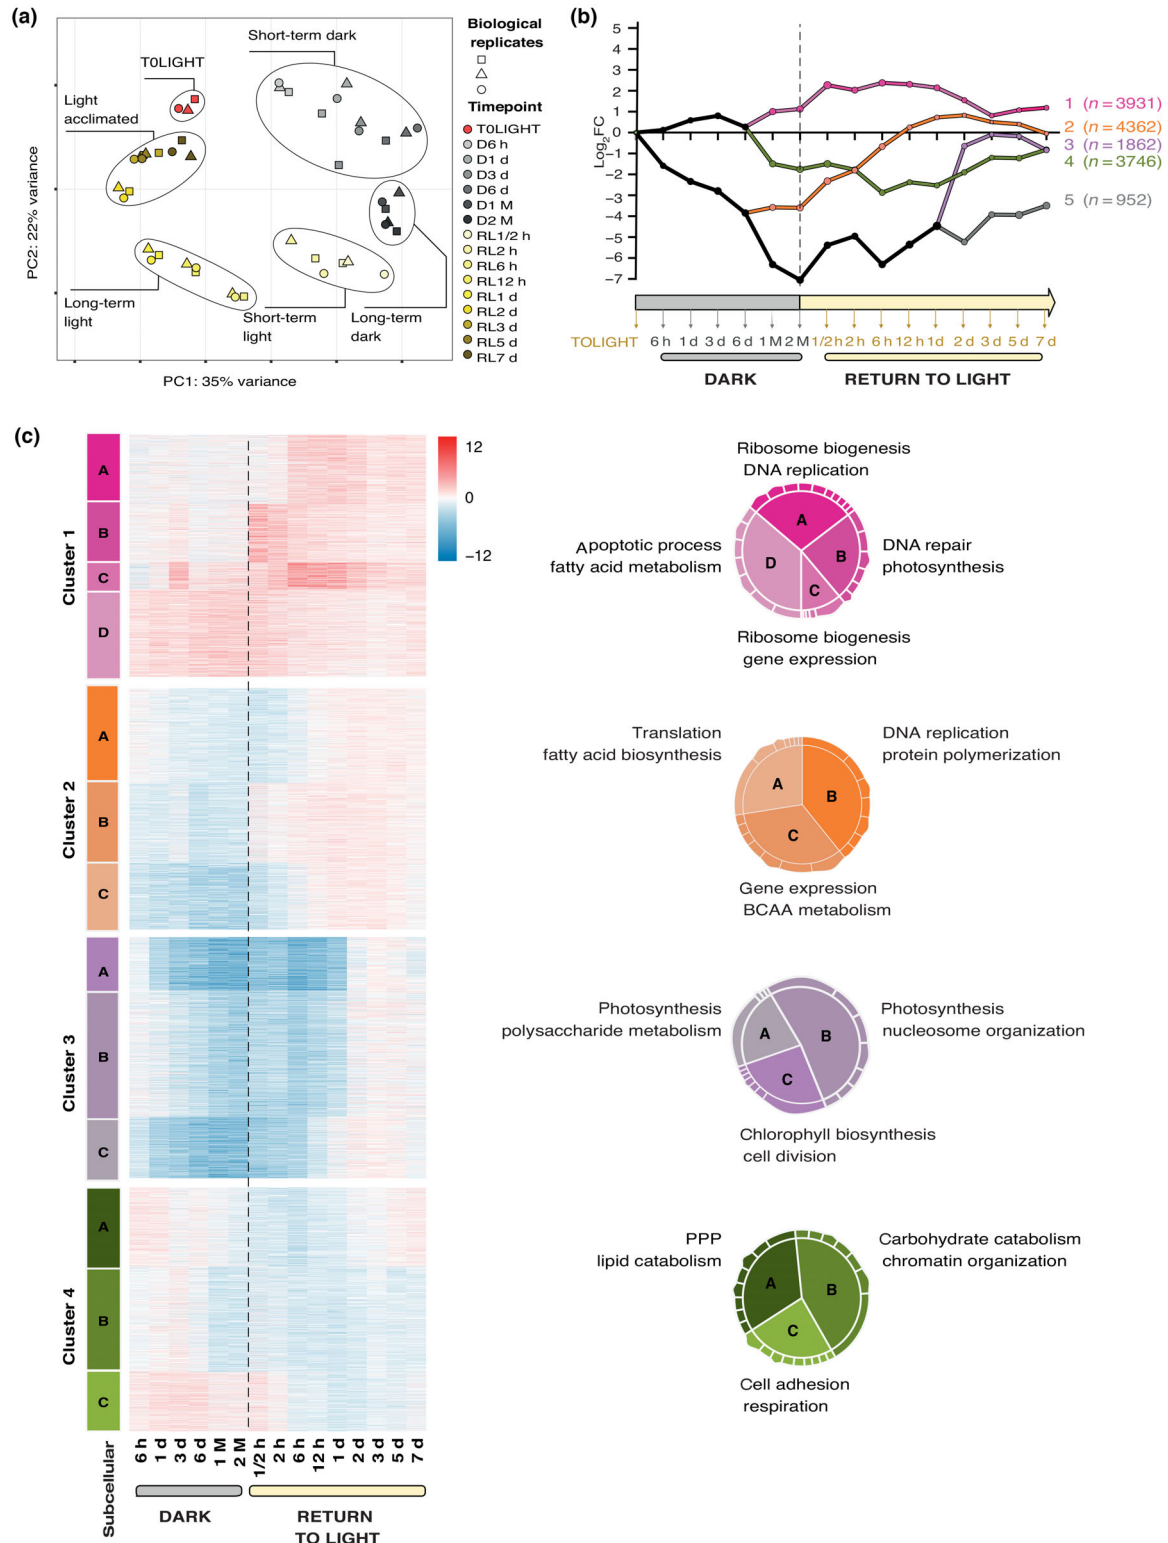 (a)
Short-term dark
T0LIGHT
Light
acclimated
Long-term
light
Short-term
light
Long-term
dark
PC2: 22% variance
PC1: 35% variance
Biological
replicates
Timepoint
T0LIGHT
D6 h
D1 d
D3 d
D6 d
D1 M
D2 M
RL1/2 h
RL2 h
RL6 h
RL12 h
RL1 d
RL2 d
RL3 d
RL5 d
RL7 d
(b)
Log2FC
5
4
3
2
1
0
−1
−2
−3
−4
−5
−6
−7
1 (n = 3931)
2 (n = 4362)
3 (n = 1862)
4 (n = 3746)
5 (n = 952)
TOLIGHT 6 h 1 d 3 d 6 d 1 M 2 M 1/2 h 2 h 6 h 12 h 1 d 2 d 3 d 5 d 7 d
DARK RETURN TO LIGHT
(c)
Cluster 1
A
B
C
D
Cluster 2
A
B
C
Cluster 3
A
B
C
Cluster 4
A
B
C
12
0
−12
Subcellular
6 h 1 d 3 d 6 d 1 M 2 M 1/2 h 2 h 6 h 12 h 1 d 2 d 3 d 5 d 7 d
DARK
RETURN
TO LIGHT
Ribosome biogenesis
DNA replication
Apoptotic process
fatty acid metabolism
A
B
C
D
DNA repair
photosynthesis
Ribosome biogenesis
gene expression
Translation
fatty acid biosynthesis
A
B
C
DNA replication
protein polymerization
Gene expression
BCAA metabolism
Photosynthesis
polysaccharide metabolism
A
B
C
Photosynthesis
nucleosome organization
Chlorophyll biosynthesis
cell division
PPP
lipid catabolism
A
B
C
Carbohydrate catabolism
chromatin organization
Cell adhesion
respiration